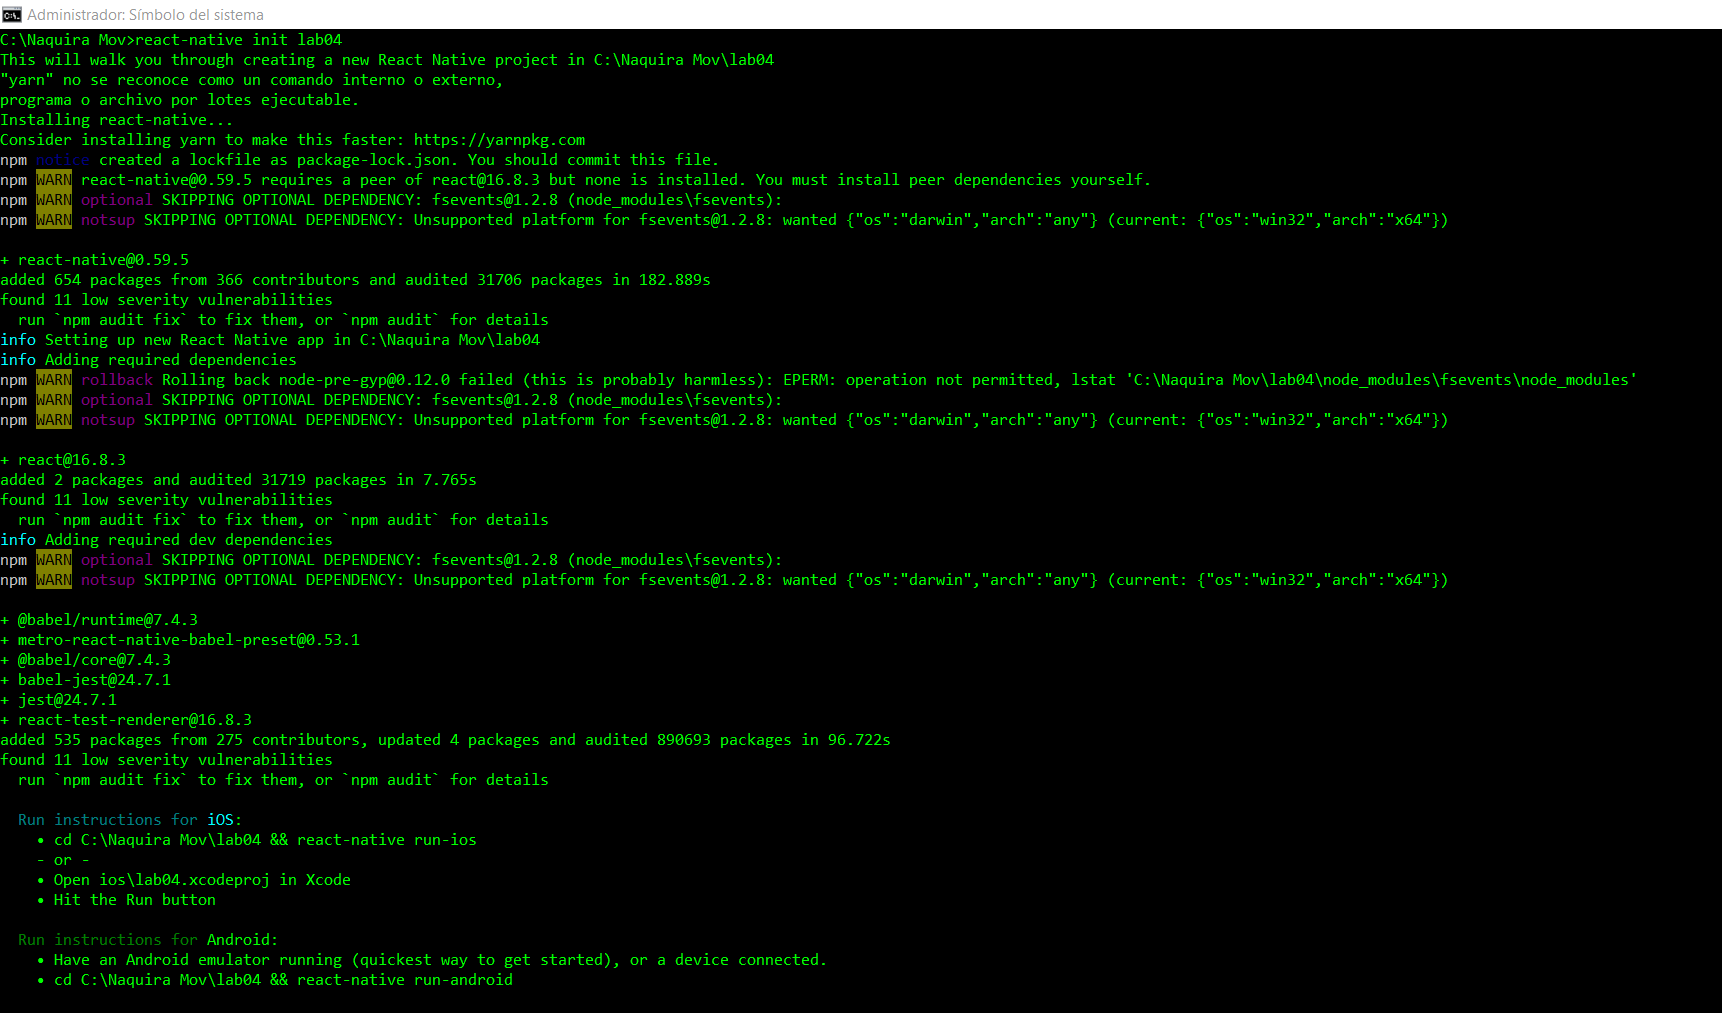 Administrador: Símbolo del sistema
C:\Naquira Mov>react-native init lab04
This will walk you through creating a new React Native project in C:\Naquira Mov\lab04
"yarn" no se reconoce como un comando interno o externo,
programa o archivo por lotes ejecutable.
Installing react-native...
Consider installing yarn to make this faster: https://yarnpkg.com
npm notice created a lockfile as package-lock.json. You should commit this file.
npm WARN react-native@0.59.5 requires a peer of react@16.8.3 but none is installed. You must install peer dependencies yourself.
npm WARN optional SKIPPING OPTIONAL DEPENDENCY: fsevents@1.2.8 (node_modules\fsevents):
npm WARN notsup SKIPPING OPTIONAL DEPENDENCY: Unsupported platform for fsevents@1.2.8: wanted {"os":"darwin","arch":"any"} (current: {"os":"win32","arch":"x64"})
+ react-native@0.59.5
added 654 packages from 366 contributors and audited 31706 packages in 182.889s
found 11 low severity vulnerabilities
run `npm audit fix` to fix them, or `npm audit` for details
info Setting up new React Native app in C:\Naquira Mov\lab04
info Adding required dependencies
npm WARN rollback Rolling back node-pre-gyp@0.12.0 failed (this is probably harmless): EPERM: operation not permitted, lstat 'C:\Naquira Mov\lab04\node_modules\fsevents\node_modules'
npm WARN optional SKIPPING OPTIONAL DEPENDENCY: fsevents@1.2.8 (node_modules\fsevents):
npm WARN notsup SKIPPING OPTIONAL DEPENDENCY: Unsupported platform for fsevents@1.2.8: wanted {"os":"darwin","arch":"any"} (current: {"os":"win32","arch":"x64"})
+ react@16.8.3
added 2 packages and audited 31719 packages in 7.765s
found 11 low severity vulnerabilities
run `npm audit fix` to fix them, or `npm audit` for details
info Adding required dev dependencies
npm WARN optional SKIPPING OPTIONAL DEPENDENCY: fsevents@1.2.8 (node_modules\fsevents):
npm WARN notsup SKIPPING OPTIONAL DEPENDENCY: Unsupported platform for fsevents@1.2.8: wanted {"os":"darwin","arch":"any"} (current: {"os":"win32","arch":"x64"})
+ @babel/runtime@7.4.3
+ metro-react-native-babel-preset@0.53.1
+ @babel/core@7.4.3
+ babel-jest@24.7.1
+ jest@24.7.1
+ react-test-renderer@16.8.3
added 535 packages from 275 contributors, updated 4 packages and audited 890693 packages in 96.722s
found 11 low severity vulnerabilities
run `npm audit fix` to fix them, or `npm audit` for details
Run instructions for iOS:
• cd C:\Naquira Mov\lab04 && react-native run-ios
- or -
• Open ios\lab04.xcodeproj in Xcode
• Hit the Run button
Run instructions for Android:
• Have an Android emulator running (quickest way to get started), or a device connected.
• cd C:\Naquira Mov\lab04 && react-native run-android